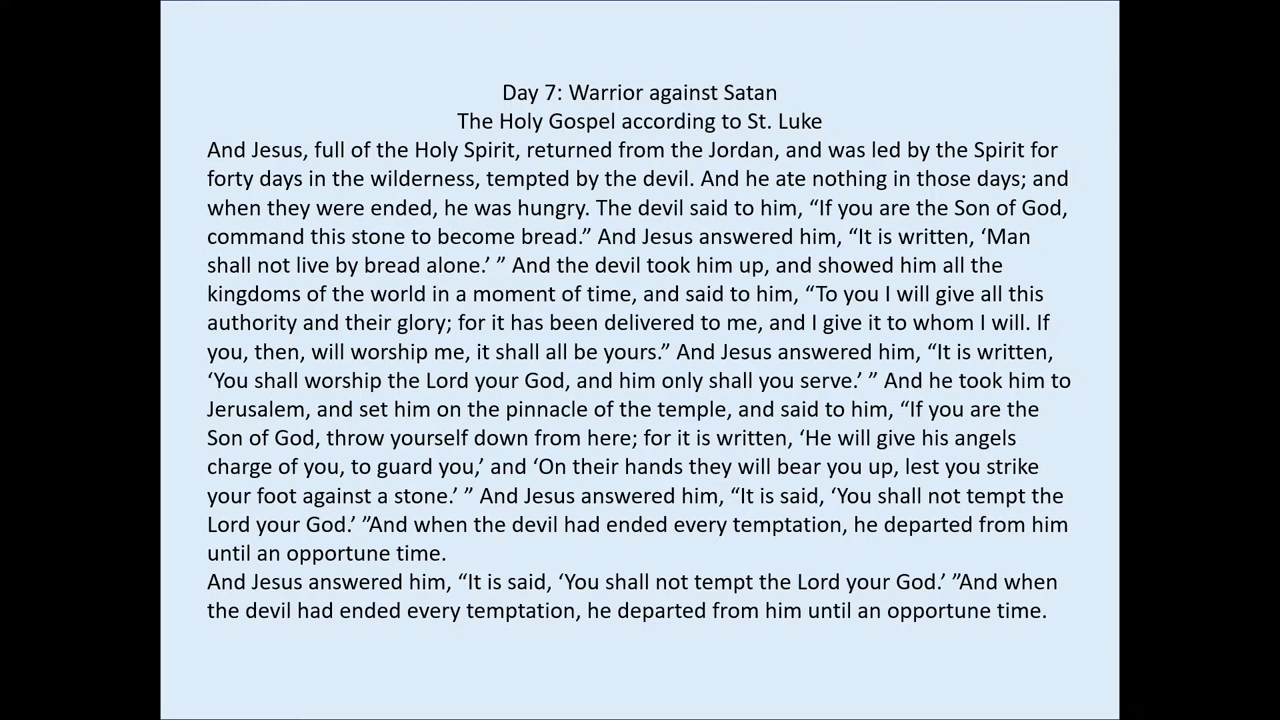 Day 7: Warrior against Satan
The Holy Gospel according to St. Luke
And Jesus, full of the Holy Spirit, returned from the Jordan, and was led by the Spirit for
forty days in the wilderness, tempted by the devil. And he ate nothing in those days; and
when they were ended, he was hungry. The devil said to him, “If you are the Son of God,
command this stone to become bread.” And Jesus answered him, “It is written, ‘Man
shall not live by bread alone.’ ” And the devil took him up, and showed him all the
kingdoms of the world in a moment of time, and said to him, “To you I will give all this
authority and their glory; for it has been delivered to me, and I give it to whom I will. If
you, then, will worship me, it shall all be yours.” And Jesus answered him, “It is written,
‘You shall worship the Lord your God, and him only shall you serve.’ ” And he took him to
Jerusalem, and set him on the pinnacle of the temple, and said to him, “If you are the
Son of God, throw yourself down from here; for it is written, ‘He will give his angels
charge of you, to guard you,’ and ‘On their hands they will bear you up, lest you strike
your foot against a stone.’ ” And Jesus answered him, “It is said, ‘You shall not tempt the
Lord your God.’ ”And when the devil had ended every temptation, he departed from him
until an opportune time.
And Jesus answered him, “It is said, ‘You shall not tempt the Lord your God.’ ”And when
the devil had ended every temptation, he departed from him until an opportune time.